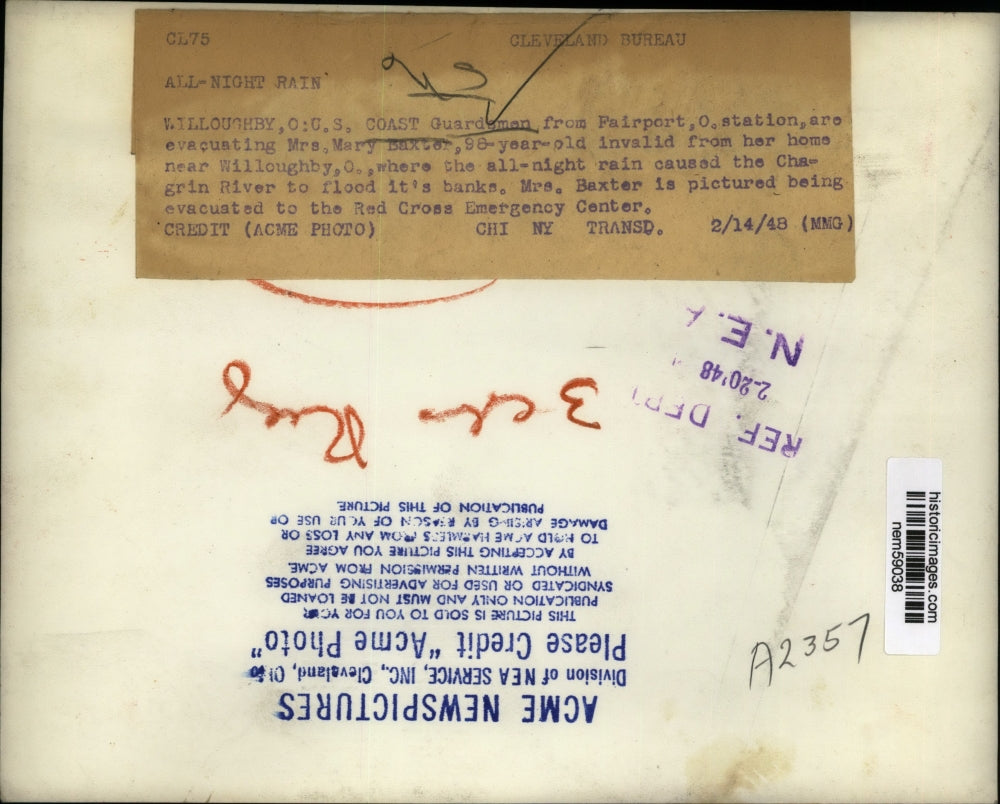 CL75 CLEVELAND BUREAU
ALL-NIGHT RAIN
WILLOUGHBY,O:U.S. COAST Guardsmen from Fairport,O.station,are
evacuating Mrs.Mary Baxter,98-year-old invalid from her home
near Willoughby,O.,where the all-night rain caused the Cha-
grin River to flood it's banks. Mrs. Baxter is pictured being
evacuated to the Red Cross Emergency Center.
CREDIT (ACME PHOTO) CHI NY TRANSD. 2/14/48 (MMG)
N.E.A
2-20'48
REF. DEPT
3 clo
ACME NEWSPICTURES
Division of NEA SERVICE, INC., Cleveland, Ohio
Please Credit "Acme Photo"
THIS PICTURE IS SOLD TO YOU FOR YOUR
PUBLICATION ONLY AND MUST NOT BE LOANED
SYNDICATED OR USED FOR ADVERTISING PURPOSES
WITHOUT WRITTEN PERMISSION FROM ACME.
BY ACCEPTING THIS PICTURE YOU AGREE
TO HOLD ACME HARMLESS FROM ANY LOSS OR
DAMAGE ARISING BY REASON OF YOUR USE OR
PUBLICATION OF THIS PICTURE.
historicimages.com
nem59038
A2357